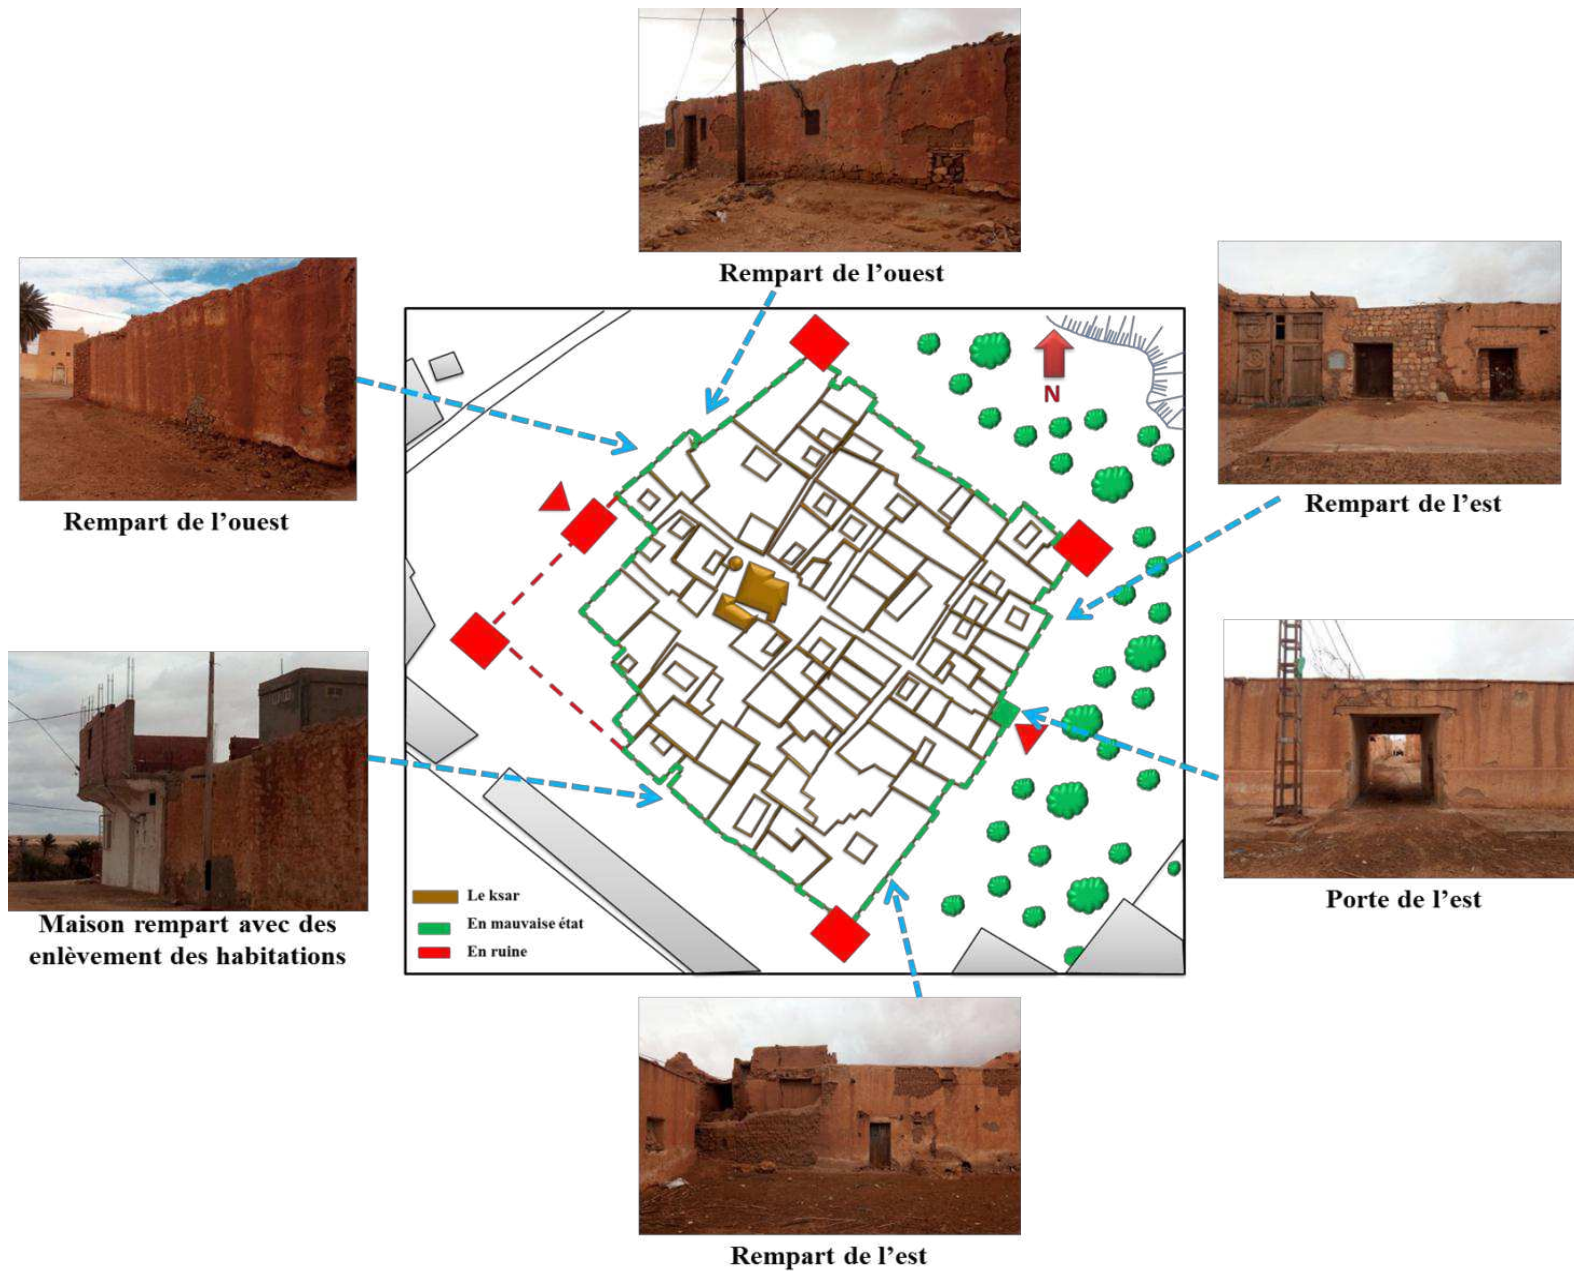 Rempart de l’ouest
Rempart de l’ouest
Rempart de l’est
N
Maison rempart avec des
enlèvement des habitations
Le ksar
En mauvaise état
En ruine
Porte de l’est
Rempart de l’est